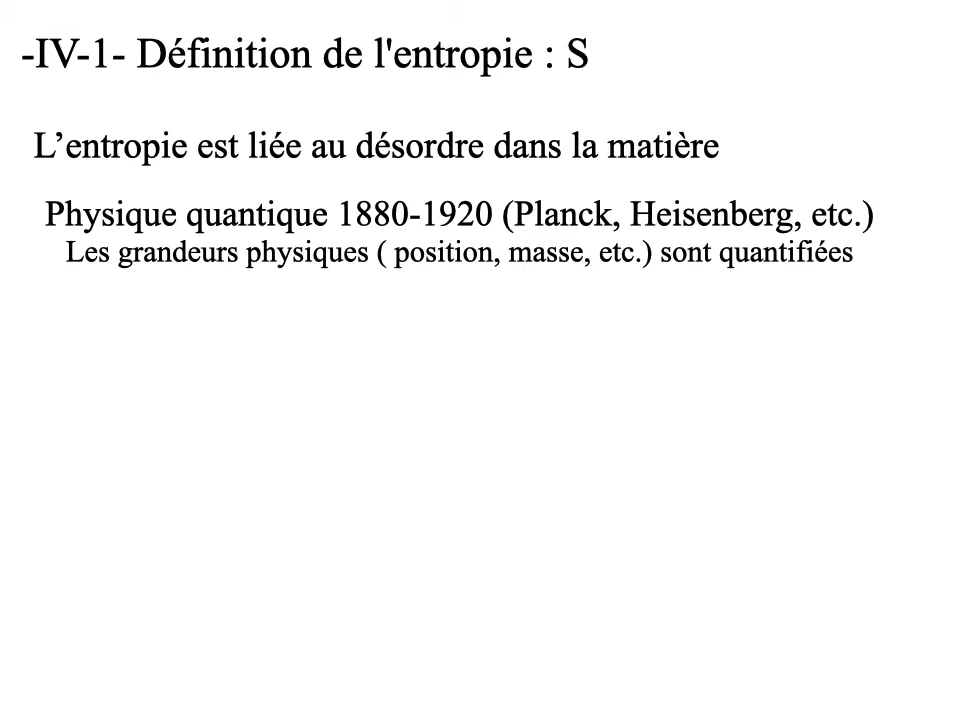 -IV-1- Définition de l'entropie : S
L’entropie est liée au désordre dans la matière
Physique quantique 1880-1920 (Planck, Heisenberg, etc.)
Les grandeurs physiques ( position, masse, etc.) sont quantifiées